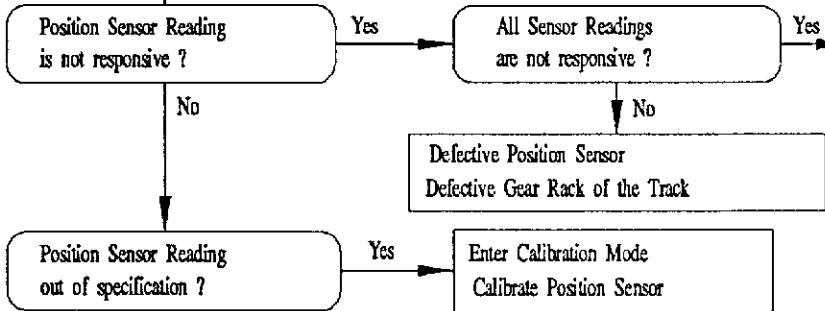 Position Sensor Reading
is not responsive ?
Yes
All Sensor Readings
are not responsive ?
Yes
No
No
Defective Position Sensor
Defective Gear Rack of the Track
Position Sensor Reading
out of specification ?
Yes
Enter Calibration Mode
Calibrate Position Sensor